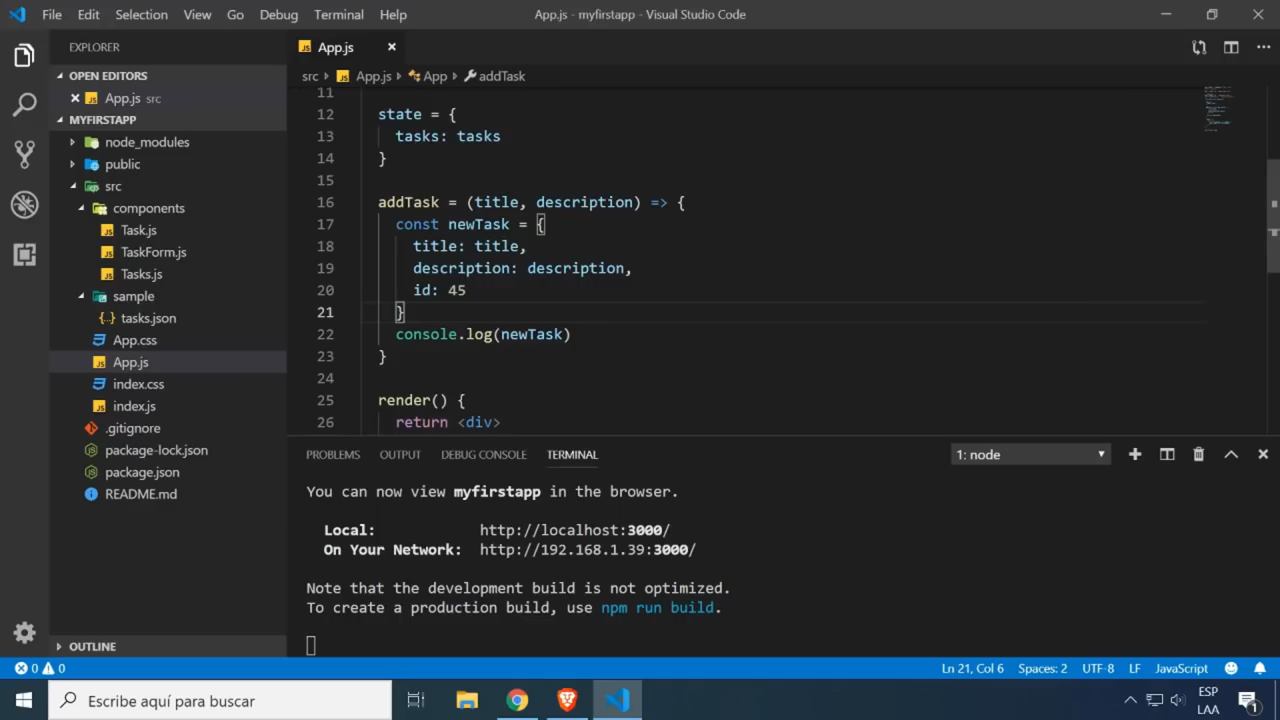 File Edit Selection View Go Debug Terminal Help
App.js - myfirstapp - Visual Studio Code
EXPLORER
OPEN EDITORS
App.js src
MYFIRSTAPP
node_modules
public
src
components
Task.js
TaskForm.js
Tasks.js
sample
tasks.json
App.css
App.js
index.css
index.js
.gitignore
package-lock.json
package.json
README.md
OUTLINE
App.js
src App.js App addTask
11
12 state = {
13 tasks: tasks
14 }
15
16 addTask = (title, description) => {
17 const newTask = {
18 title: title,
19 description: description,
20 id: 45
21 }
22 console.log(newTask)
23 }
24
25 render() {
26 return <div>
PROBLEMS OUTPUT DEBUG CONSOLE TERMINAL 1: node
You can now view myfirstapp in the browser.
Local: http://localhost:3000/
On Your Network: http://192.168.1.39:3000/
Note that the development build is not optimized.
To create a production build, use npm run build.
0 0 Ln 21, Col 6 Spaces: 2 UTF-8 LF JavaScript
Escribe aquí para buscar
ESP
LAA
1